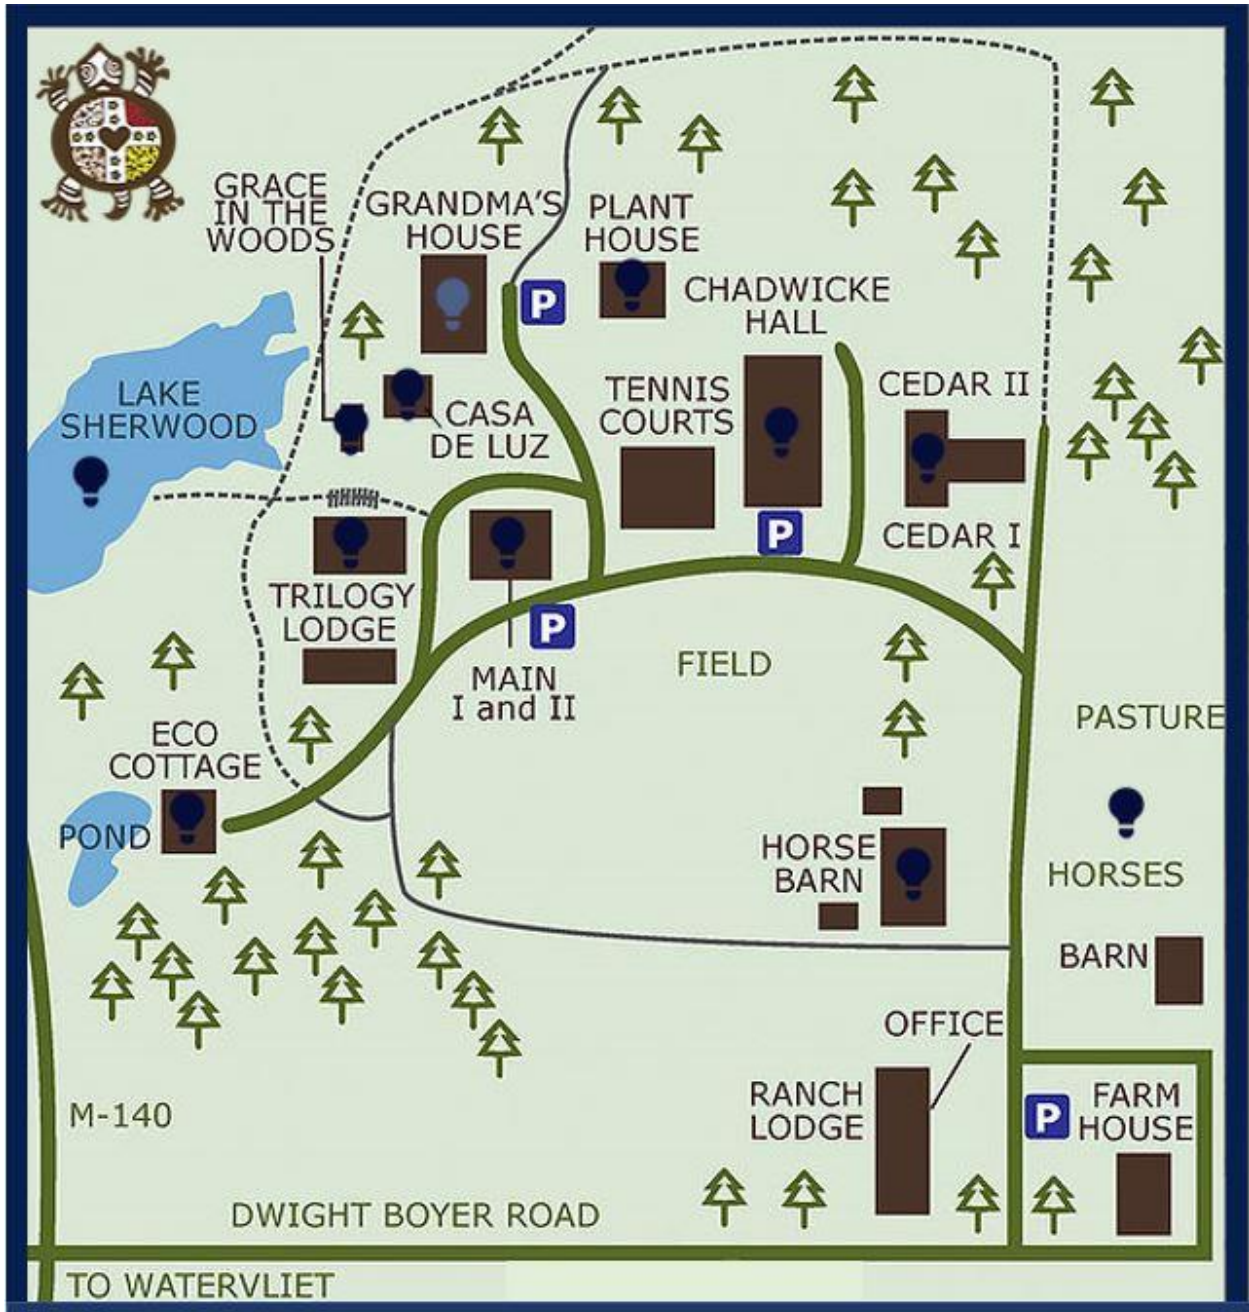 GRACE
IN THE
WOODS
GRANDMA'S
HOUSE
P
PLANT
HOUSE
CHADWICKE
HALL
LAKE
SHERWOOD
CASA
DE LUZ
TENNIS
COURTS
CEDAR II
P
CEDAR I
TRILOGY
LODGE
P
MAIN
I and II
FIELD
PASTURE
ECO
COTTAGE
POND
HORSE
BARN
HORSES
BARN
OFFICE
RANCH
LODGE
P
FARM
HOUSE
M-140
DWIGHT BOYER ROAD
TO WATERVLIET